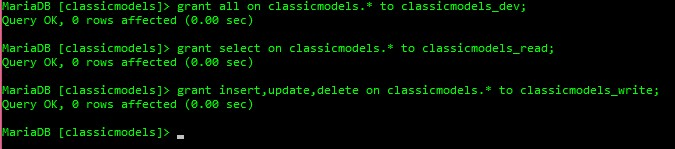 MariaDB [classicmodels]> grant all on classicmodels.* to classicmodels_dev;
Query OK, 0 rows affected (0.00 sec)
MariaDB [classicmodels]> grant select on classicmodels.* to classicmodels_read;
Query OK, 0 rows affected (0.00 sec)
MariaDB [classicmodels]> grant insert,update,delete on classicmodels.* to classicmodels_write;
Query OK, 0 rows affected (0.00 sec)
MariaDB [classicmodels]>